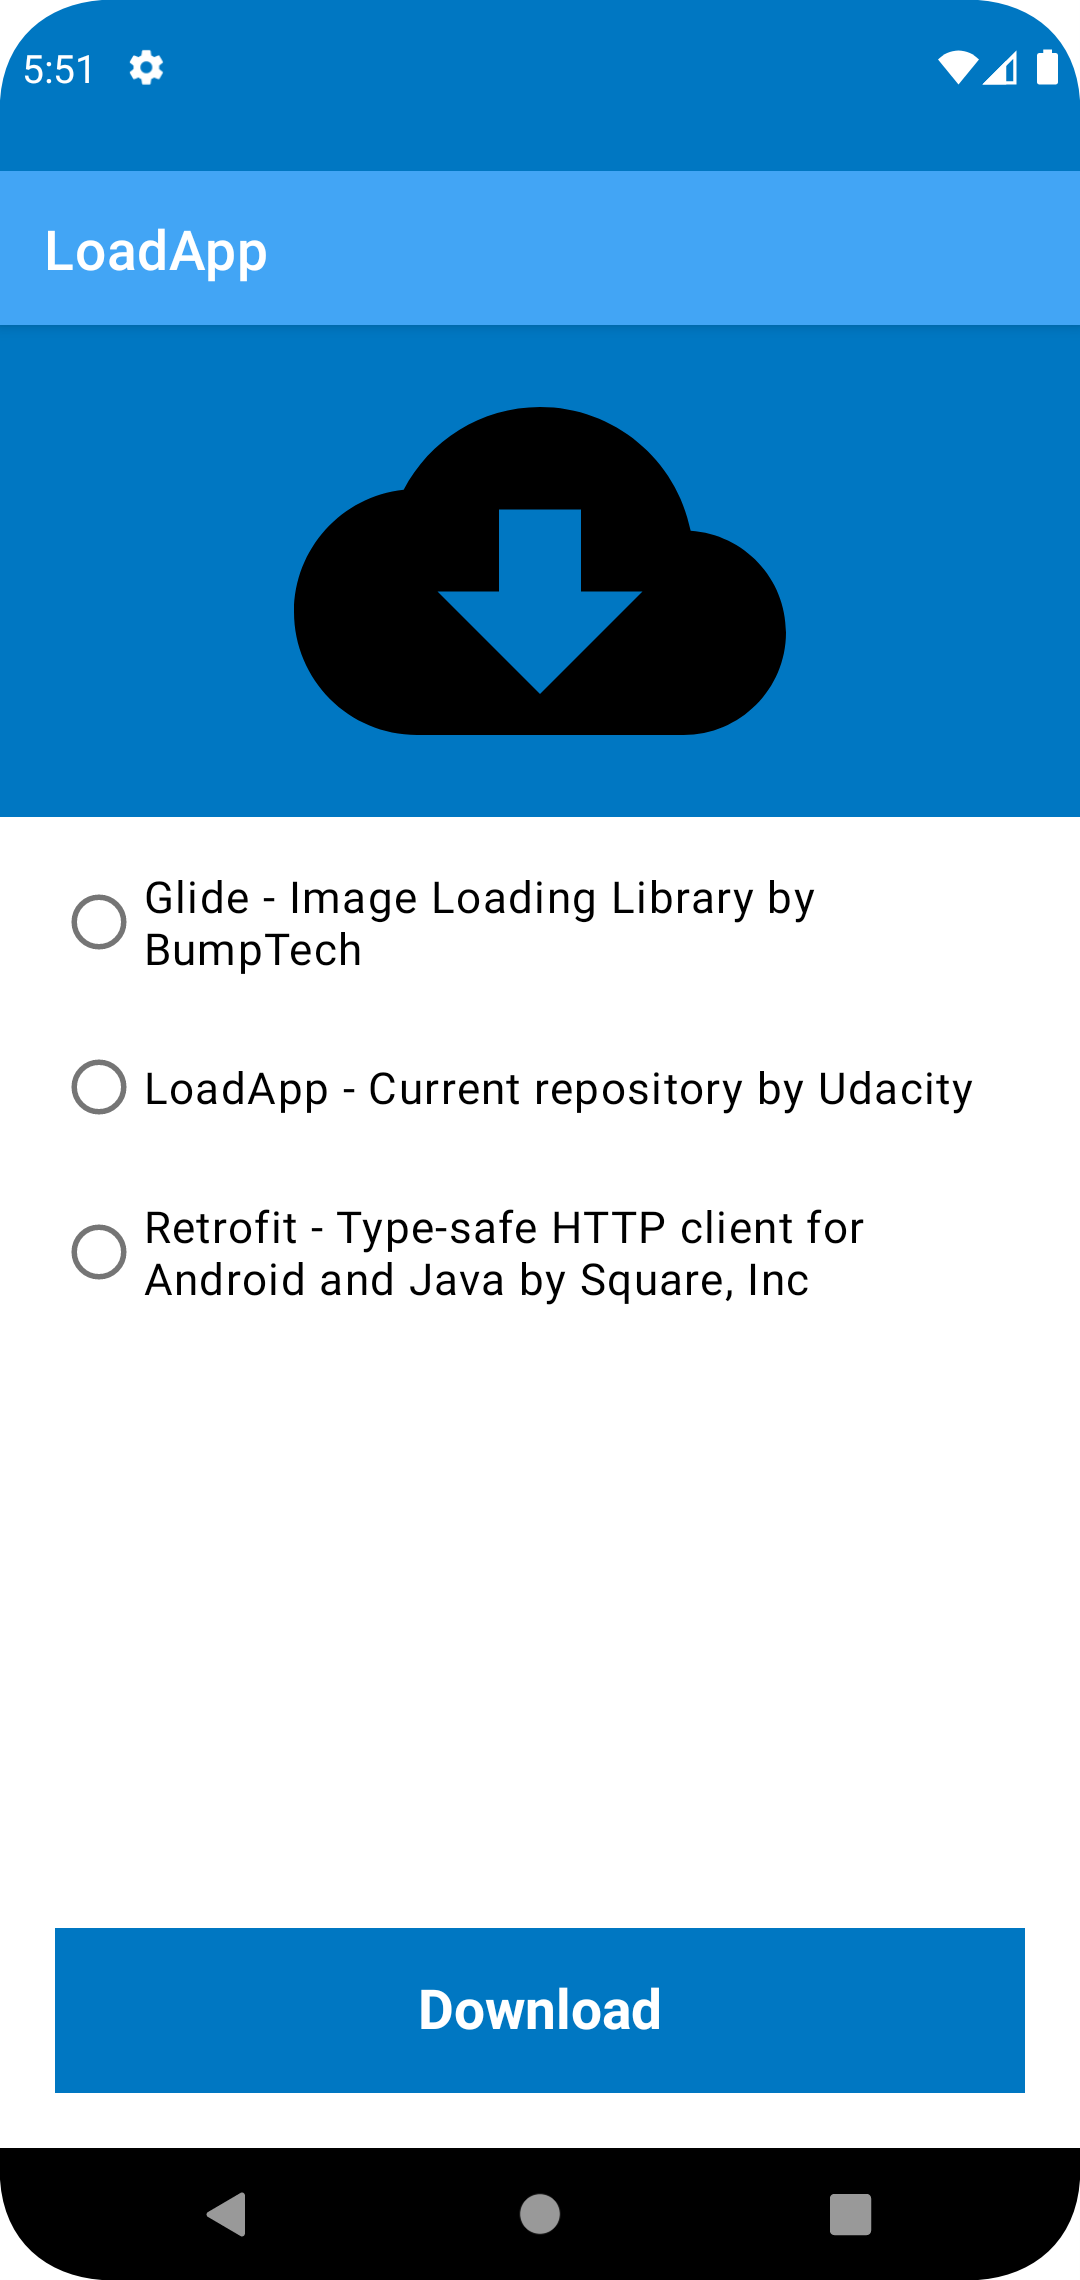 5:51
LoadApp
Glide - Image Loading Library by
BumpTech
LoadApp - Current repository by Udacity
Retrofit - Type-safe HTTP client for
Android and Java by Square, Inc
Download